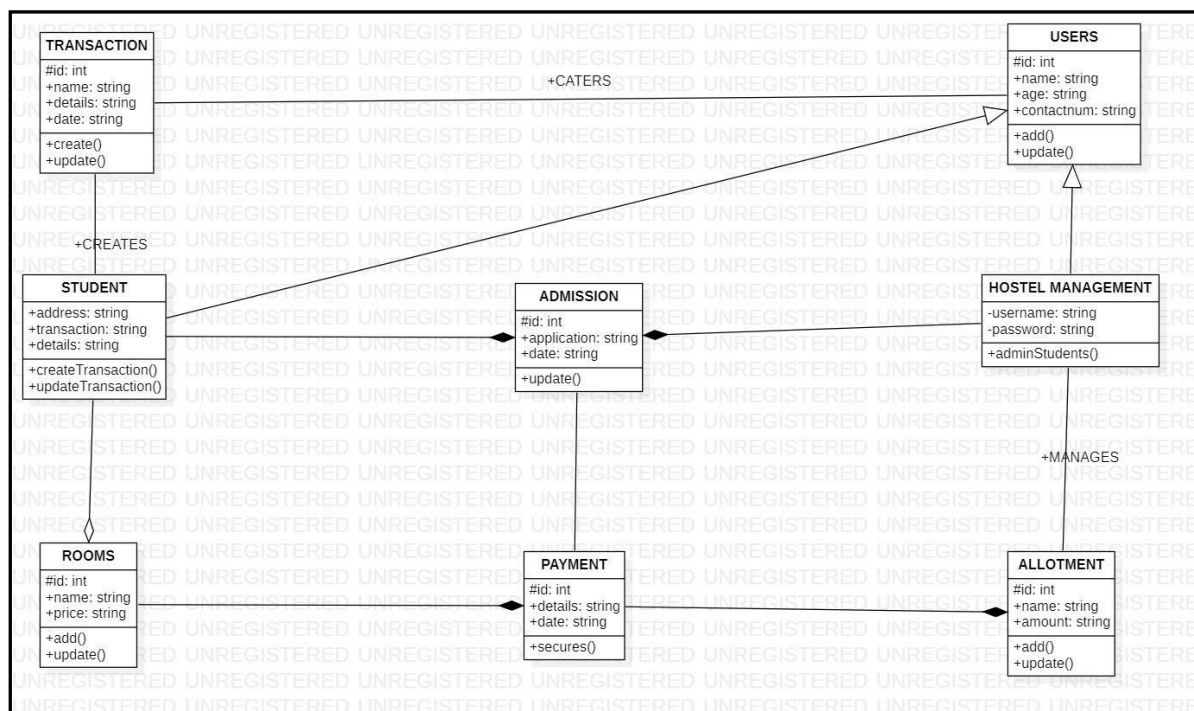 TRANSACTION
#id: int
+name: string
+details: string
+date: string
+create()
+update()
+CATERS
USERS
#id: int
+name: string
+age: string
+contactnum: string
+add()
+update()
+CREATES
STUDENT
+address: string
+transaction: string
+details: string
+createTransaction()
+updateTransaction()
ADMISSION
#id: int
+application: string
+date: string
+update()
HOSTEL MANAGEMENT
-username: string
-password: string
+adminStudents()
+MANAGES
ROOMS
#id: int
+name: string
+price: string
+add()
+update()
PAYMENT
#id: int
+details: string
+date: string
+secures()
ALLOTMENT
#id: int
+name: string
+amount: string
+add()
+update()
UNREGISTERED